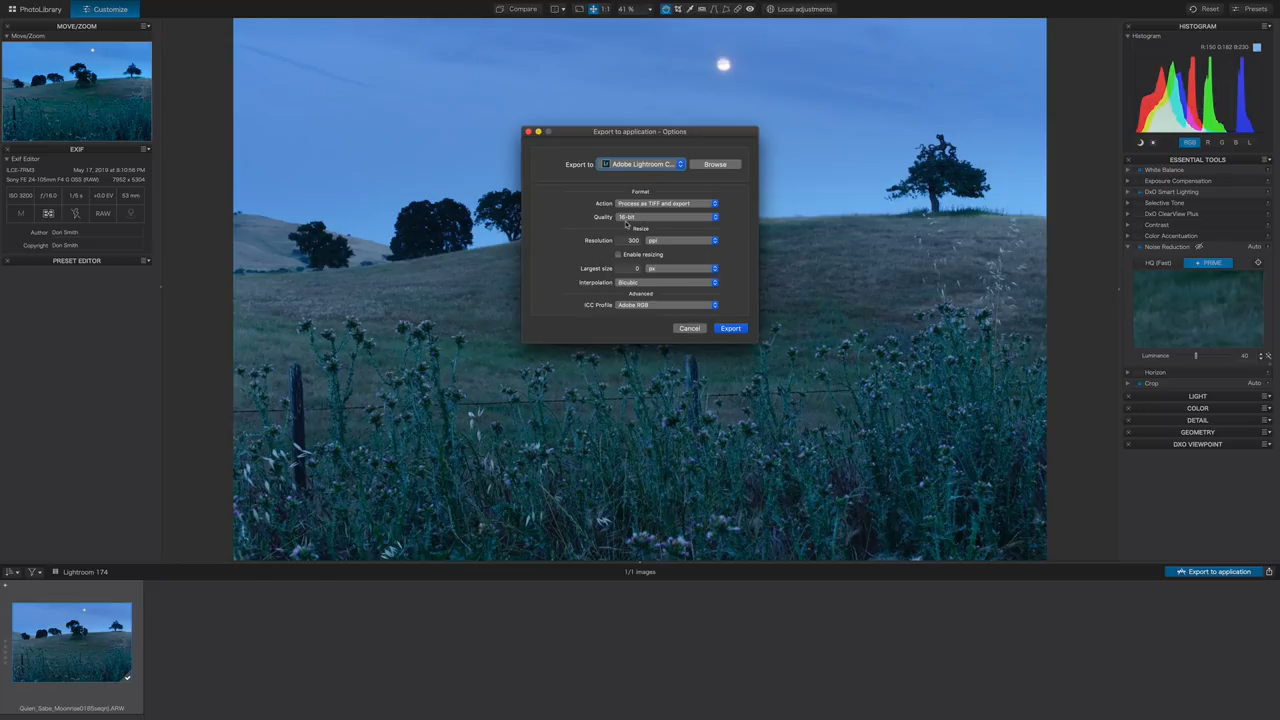 PhotoLibrary
Customize
Compare
1:1
41 %
Local adjustments
Reset
Presets
MOVE/ZOOM
Move/Zoom:
EXIF
Exif Editor
ILCE-7RM3
May 17, 2019 at 8:10:56 PM
Sony FE 24-105mm F4 G OSS (RAW)
7952 x 5304
ISO 3200
ƒ/16.0
1/5 s
+0.0 EV
53 mm
M
RAW
Author
Don Smith
Copyright
Don Smith
PRESET EDITOR
Export to application - Options
Export to
Adobe Lightroom C...
Browse
Format
Action
Process as TIFF and export
Quality
16-bit
Resize
Resolution
300
ppi
Enable resizing
Largest size
0
px
Interpolation
Bicubic
Advanced
ICC Profile
Adobe RGB
Cancel
Export
HISTOGRAM
Histogram
R:150 G:182 B:230
RGB
R
G
B
L
ESSENTIAL TOOLS
White Balance
Exposure Compensation
DxO Smart Lighting
Selective Tone
DxO ClearView Plus
Contrast
Color Accentuation
Noise Reduction
Auto
HQ (Fast)
PRIME
Luminance
40
Horizon
Crop
Auto
LIGHT
COLOR
DETAIL
GEOMETRY
DXO VIEWPOINT
Lightroom 174
1/1 images
Export to application